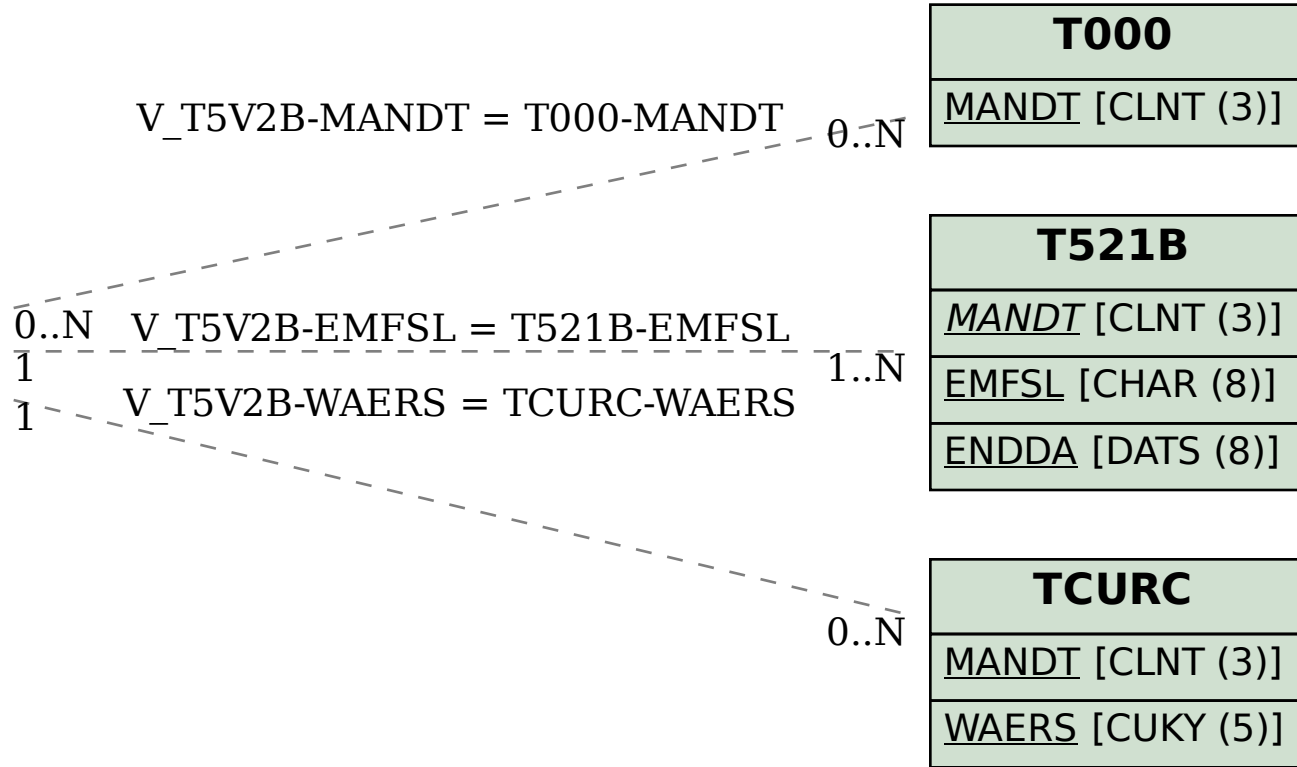 T000
MANDT [CLNT (3)]
V_T5V2B-MANDT = T000-MANDT
0..N
T521B
MANDT [CLNT (3)]
EMFSL [CHAR (8)]
ENDDA [DATS (8)]
0..N
V_T5V2B-EMFSL = T521B-EMFSL
1
1..N
V_T5V2B-WAERS = TCURC-WAERS
1
0..N
TCURC
MANDT [CLNT (3)]
WAERS [CUKY (5)]